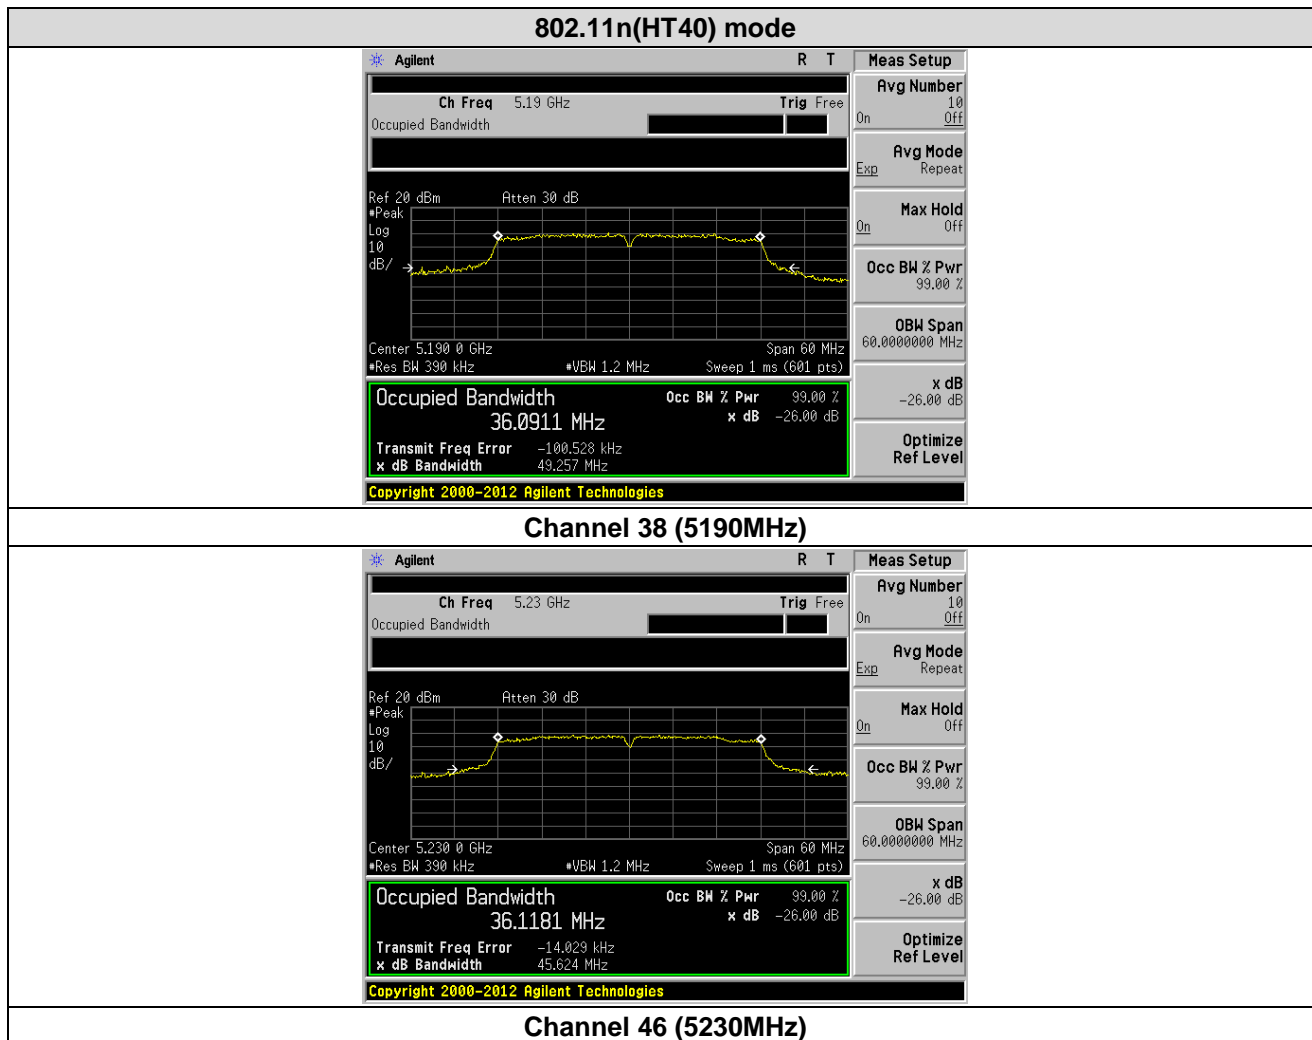 802.11n(HT40) mode
Agilent R T Meas Setup
Ch Freq 5.19 GHz Trig Free
Occupied Bandwidth
Avg Number
10
On Off
Avg Mode
Exp Repeat
Max Hold
On Off
Occ BW % Pwr
99.00 %
OBW Span
60.0000000 MHz
x dB
-26.00 dB
Optimize
Ref Level
Ref 20 dBm Atten 30 dB
#Peak
Log
10
dB/
Center 5.190 0 GHz Span 60 MHz
#Res BW 390 kHz #VBW 1.2 MHz Sweep 1 ms (601 pts)
Occupied Bandwidth Occ BW % Pwr 99.00 %
36.0911 MHz x dB -26.00 dB
Transmit Freq Error -100.528 kHz
x dB Bandwidth 49.257 MHz
Copyright 2000-2012 Agilent Technologies
Channel 38 (5190MHz)
Agilent R T Meas Setup
Ch Freq 5.23 GHz Trig Free
Occupied Bandwidth
Avg Number
10
On Off
Avg Mode
Exp Repeat
Max Hold
On Off
Occ BW % Pwr
99.00 %
OBW Span
60.0000000 MHz
x dB
-26.00 dB
Optimize
Ref Level
Ref 20 dBm Atten 30 dB
#Peak
Log
10
dB/
Center 5.230 0 GHz Span 60 MHz
#Res BW 390 kHz #VBW 1.2 MHz Sweep 1 ms (601 pts)
Occupied Bandwidth Occ BW % Pwr 99.00 %
36.1181 MHz x dB -26.00 dB
Transmit Freq Error -14.029 kHz
x dB Bandwidth 45.624 MHz
Copyright 2000-2012 Agilent Technologies
Channel 46 (5230MHz)